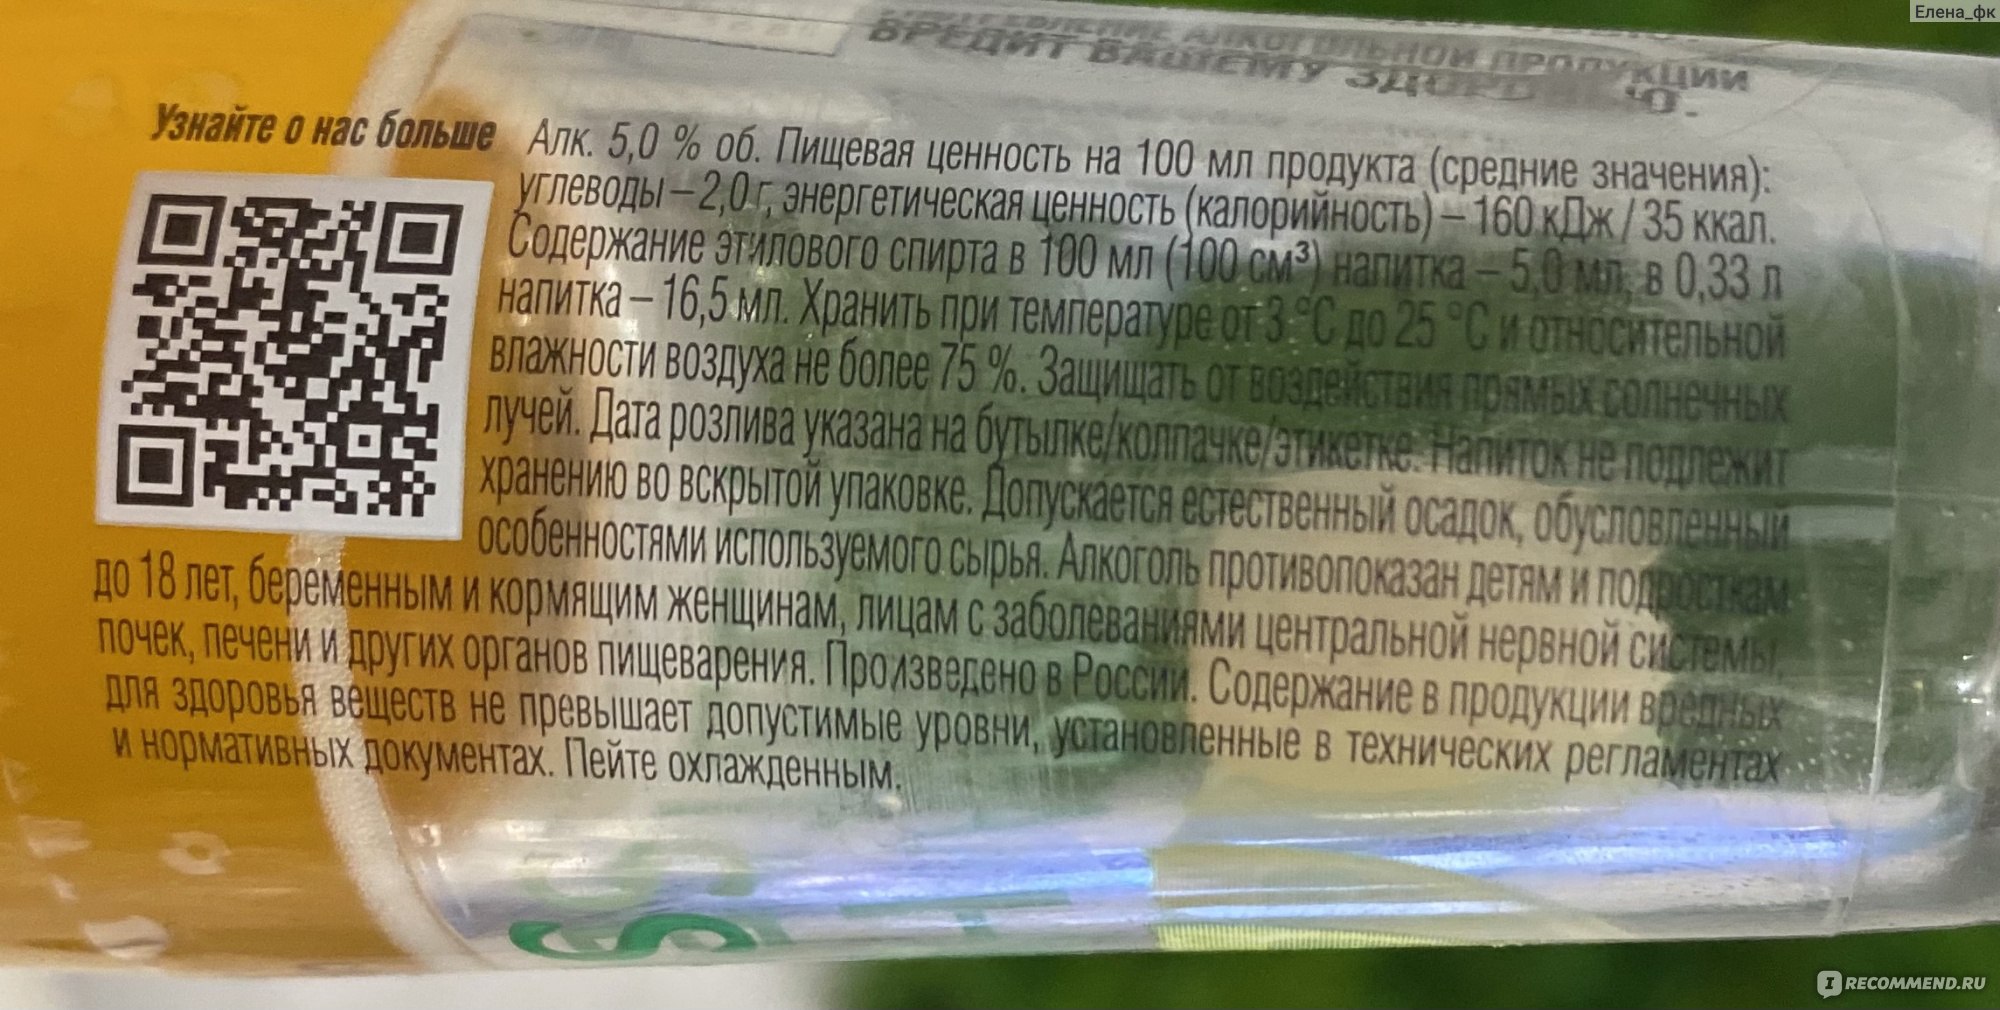 Елена_фк
ПОТРЕБЛЕНИЕ АЛКОГОЛЬНОЙ ПРОДУКЦИИ
ВРЕДИТ ВАШЕМУ
Узнайте о нас больше
Алк. 5,0 % об. Пищевая ценность на 100 мл продукта (средние значения):
углеводы – 2,0 г, энергетическая ценность (калорийность) – 160 кДж / 35 ккал.
Содержание этилового спирта в 100 мл (100 см³) напитка – 5,0 мл, в 0,33 л
напитка – 16,5 мл. Хранить при температуре от 3 °С до 25 °С и относительной
влажности воздуха не более 75 %. Защищать от воздействия прямых солнечных
лучей. Дата розлива указана на бутылке/колпачке/этикетке. Напиток не подлежит
хранению во вскрытой упаковке. Допускается естественный осадок, обусловленный
особенностями используемого сырья. Алкоголь противопоказан детям и подросткам
до 18 лет, беременным и кормящим женщинам, лицам с заболеваниями центральной нервной системы,
почек, печени и других органов пищеварения. Произведено в России. Содержание в продукции вредных
для здоровья веществ не превышает допустимые уровни, установленные в технических регламентах
и нормативных документах. Пейте охлажденным.
RECOMMEND.RU